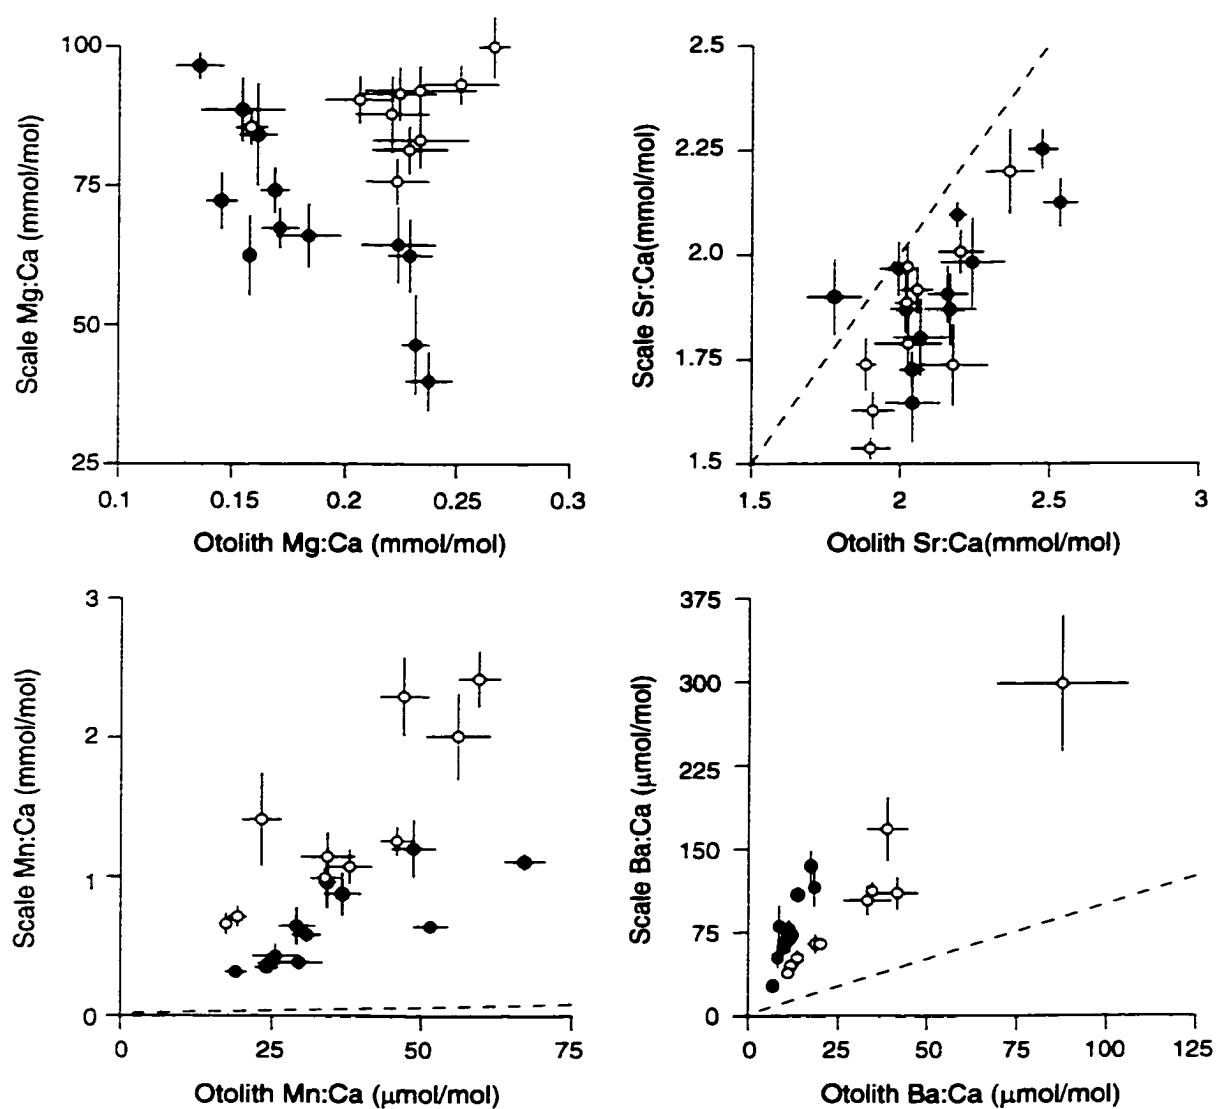 100
75
50
25
0.1 0.15 0.2 0.25 0.3
Scale Mg:Ca (mmol/mol)
Otolith Mg:Ca (mmol/mol)
2.5
2.25
2.0
1.75
1.5
1.5 2 2.5 3
Scale Sr:Ca(mmol/mol)
Otolith Sr:Ca(mmol/mol)
3
2
1
0
0 25 50 75
Scale Mn:Ca (mmol/mol)
Otolith Mn:Ca (μmol/mol)
375
300
225
150
75
0
0 25 50 75 100 125
Scale Ba:Ca (μmol/mol)
Otolith Ba:Ca (μmol/mol)